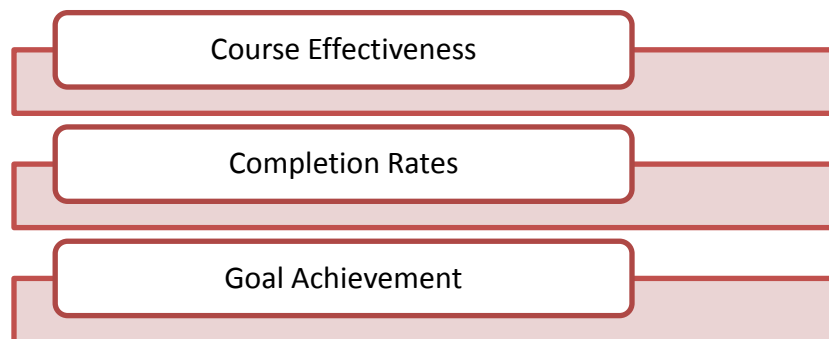 Course Effectiveness
Completion Rates
Goal Achievement